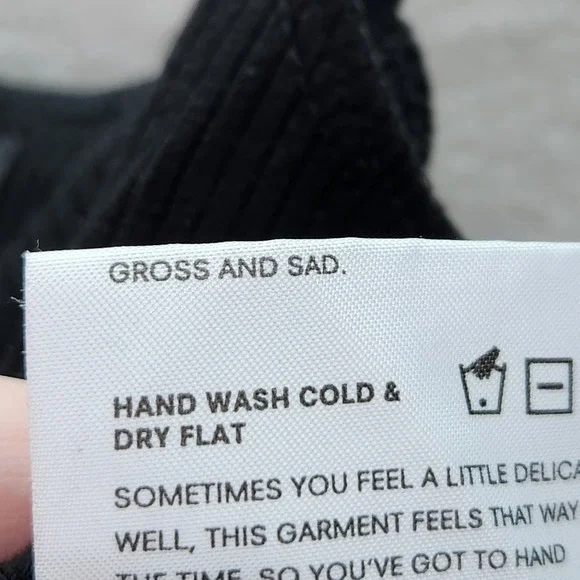 GROSS AND SAD.
HAND WASH COLD &
DRY FLAT
SOMETIMES YOU FEEL A LITTLE DELICA
WELL, THIS GARMENT FEELS THAT WAY
THE TIME, SO YOU'VE GOT TO HAND